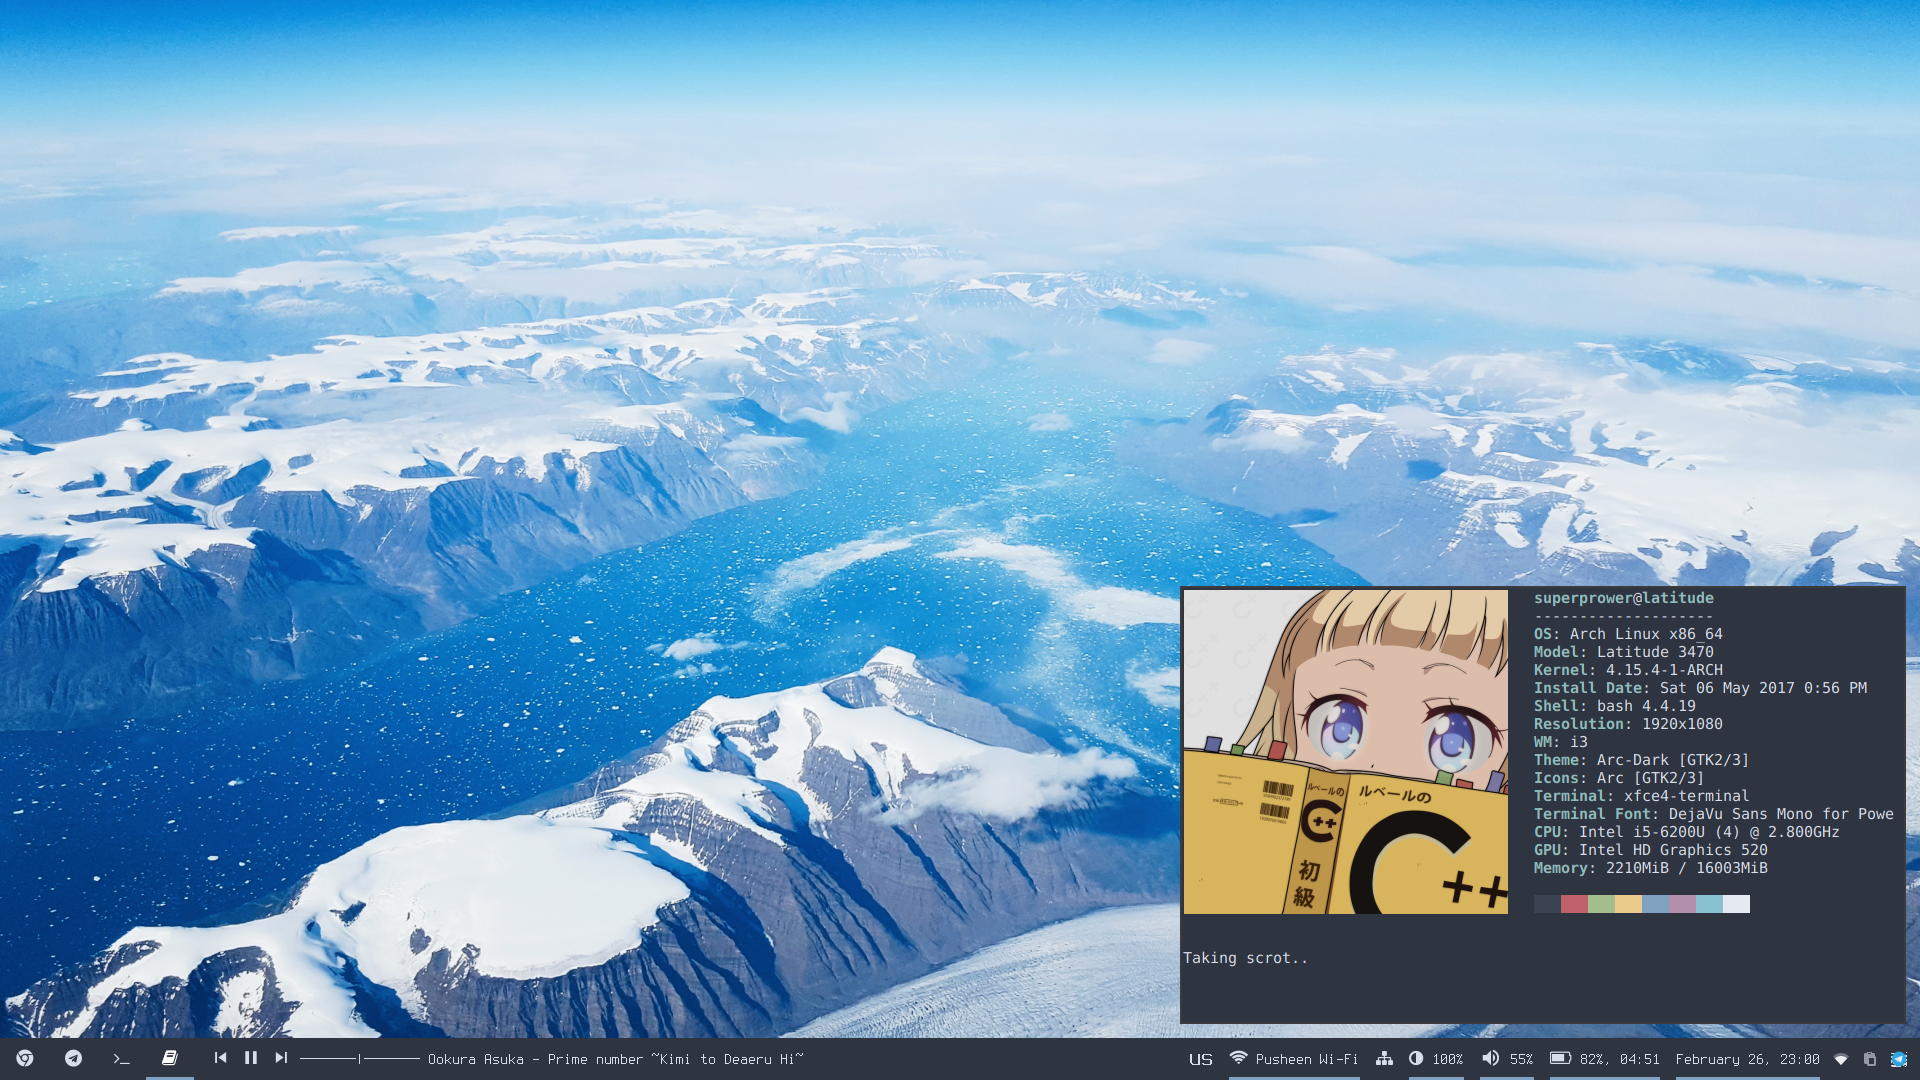 superprower@latitude
--------------------
OS: Arch Linux x86_64
Model: Latitude 3470
Kernel: 4.15.4-1-ARCH
Install Date: Sat 06 May 2017 0:56 PM
Shell: bash 4.4.19
Resolution: 1920x1080
WM: i3
Theme: Arc-Dark [GTK2/3]
Icons: Arc [GTK2/3]
Terminal: xfce4-terminal
Terminal Font: DejaVu Sans Mono for Powe
CPU: Intel i5-6200U (4) @ 2.800GHz
GPU: Intel HD Graphics 520
Memory: 2210MiB / 16003MiB
ルベールの
C++
初級
ルベールの
C++
Taking scrot..
Ookura Asuka – Prime number ~Kimi to Deaeru Hi~
US Pusheen Wi-Fi 100% 55% 82%, 04:51 February 26, 23:00